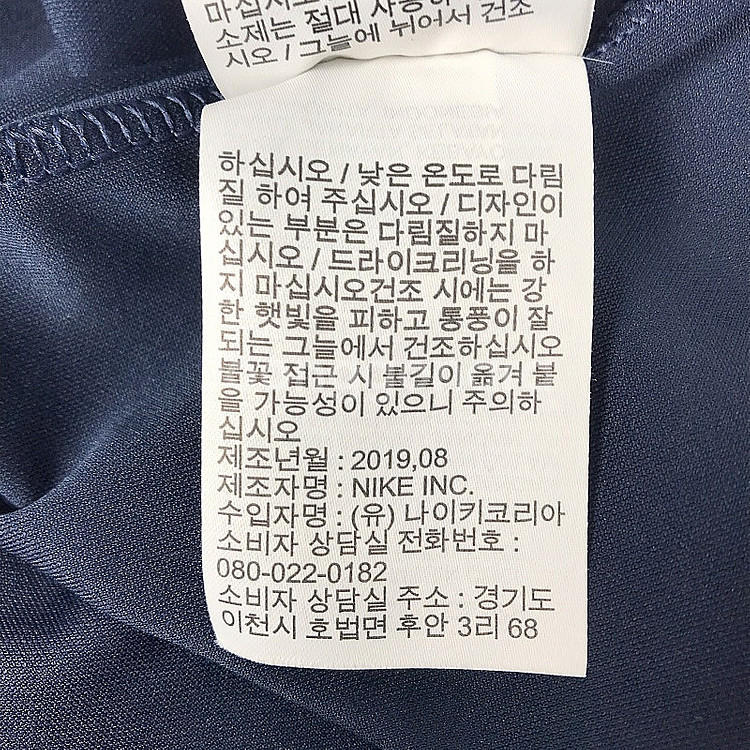 마십시오
소제는 절대 사용하
시오 / 그늘에 뉘어서 건조
하십시오 / 낮은 온도로 다림
질 하여 주십시오 / 디자인이
있는 부분은 다림질하지 마
십시오 / 드라이크리닝을 하
지 마십시오건조 시에는 강
한 햇빛을 피하고 통풍이 잘
되는 그늘에서 건조하십시오
불꽃 접근 시 불길이 옮겨 붙
을 가능성이 있으니 주의하
십시오
제조년월 : 2019,08
제조자명 : NIKE INC.
수입자명 : (유) 나이키코리아
소비자 상담실 전화번호 :
080-022-0182
소비자 상담실 주소 : 경기도
이천시 호법면 후안 3리 68